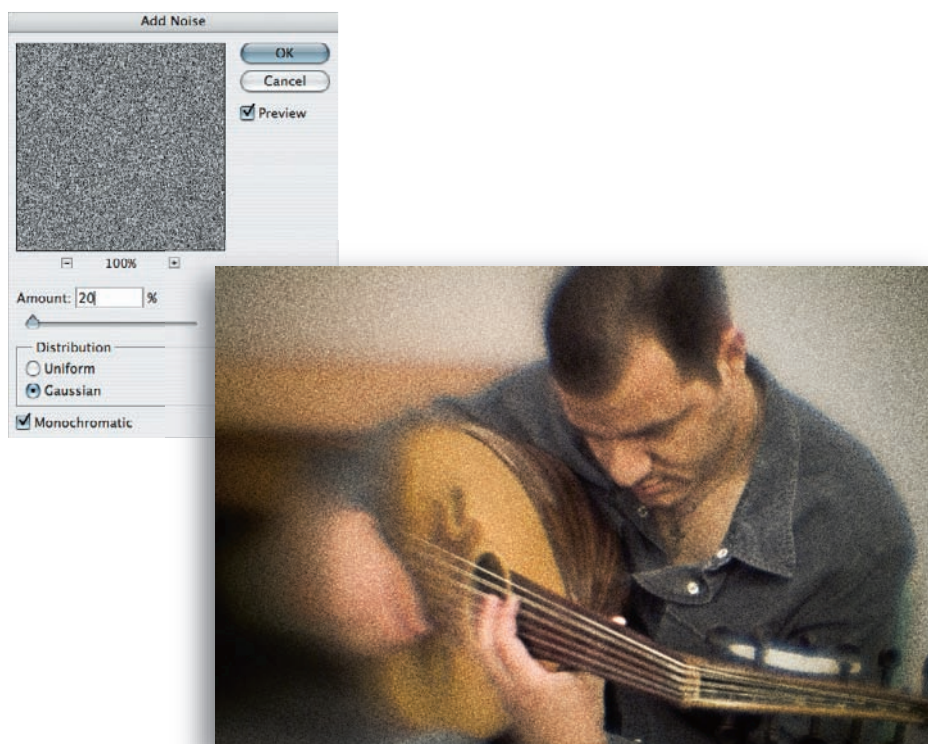 Add Noise
OK
Cancel
Preview
100%
Amount: 20 %
Distribution
Uniform
Gaussian
Monochromatic